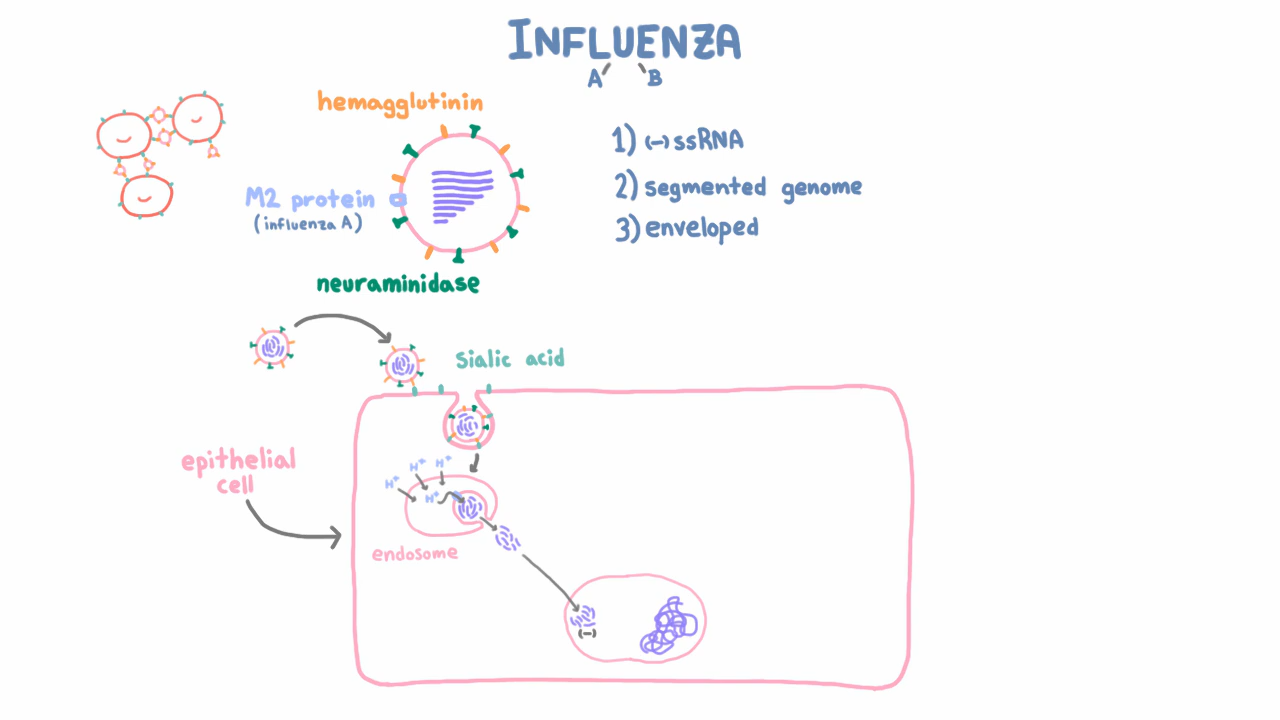 INFLUENZA
A B
hemagglutinin
1) (-) ssRNA
2) segmented genome
M2 protein
(influenza A)
3) enveloped
neuraminidase
Sialic acid
epithelial
cell
H+ H+ H+
H+
endosome
(-)